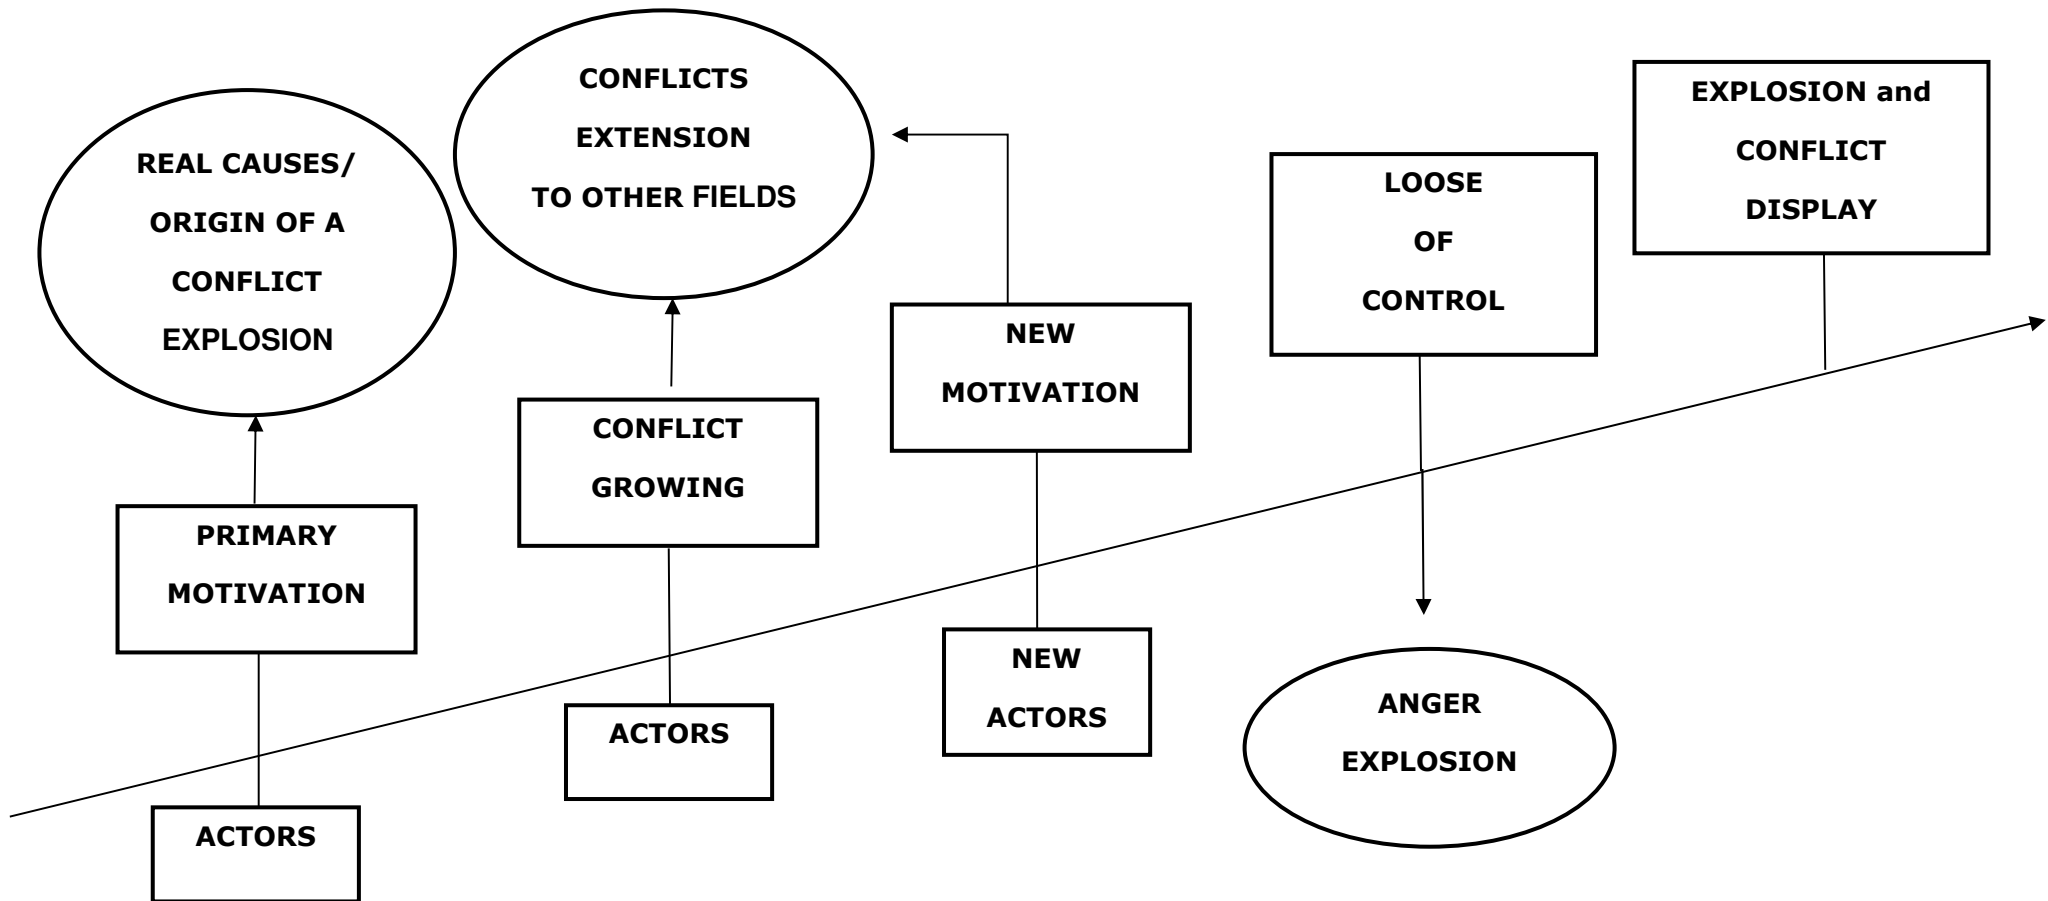 REAL CAUSES/
ORIGIN OF A
CONFLICT
EXPLOSION
CONFLICTS
EXTENSION
TO OTHER FIELDS
EXPLOSION and
CONFLICT
DISPLAY
LOOSE
OF
CONTROL
NEW
MOTIVATION
CONFLICT
GROWING
PRIMARY
MOTIVATION
NEW
ACTORS
ANGER
EXPLOSION
ACTORS
ACTORS